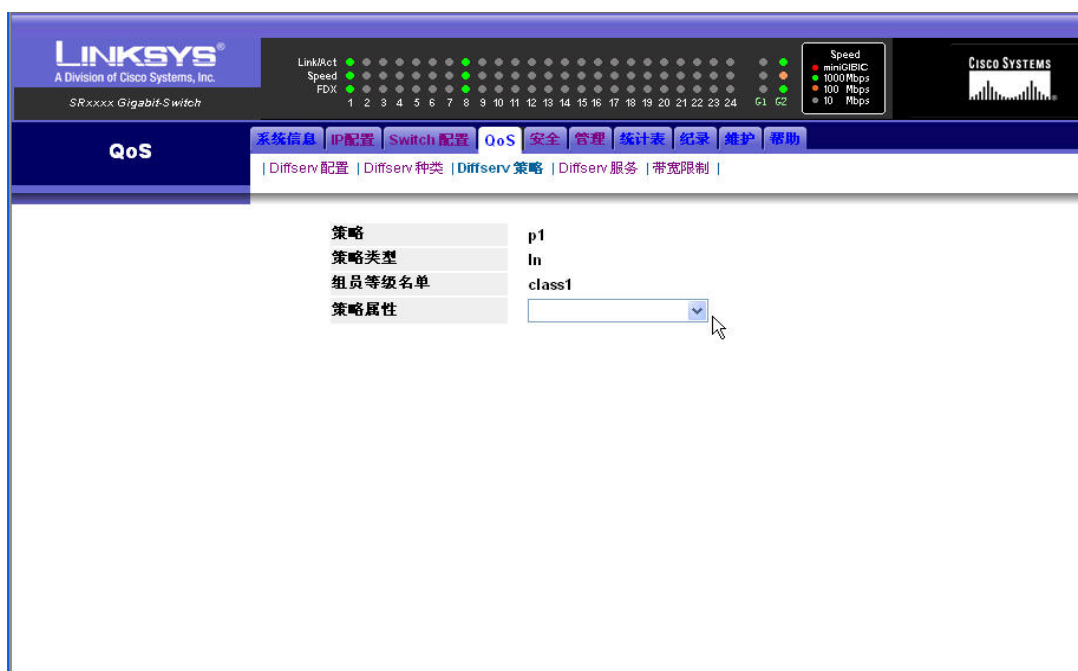 LINKSYS®
A Division of Cisco Systems, Inc.
SRxxxx Gigabit-Switch
Link/Act
Speed
FDX
1 2 3 4 5 6 7 8 9 10 11 12 13 14 15 16 17 18 19 20 21 22 23 24 G1 G2
Speed
miniGIBIC
1000Mbps
100 Mbps
10 Mbps
CISCO SYSTEMS
QoS
系统信息 IP配置 Switch 配置 QoS 安全 管理 统计表 纪录 维护 帮助
| Diffserv 配置 | Diffserv 种类 | Diffserv 策略 | Diffserv 服务 | 带宽限制 |
策略 p1
策略类型 In
组员等级名单 class1
策略属性